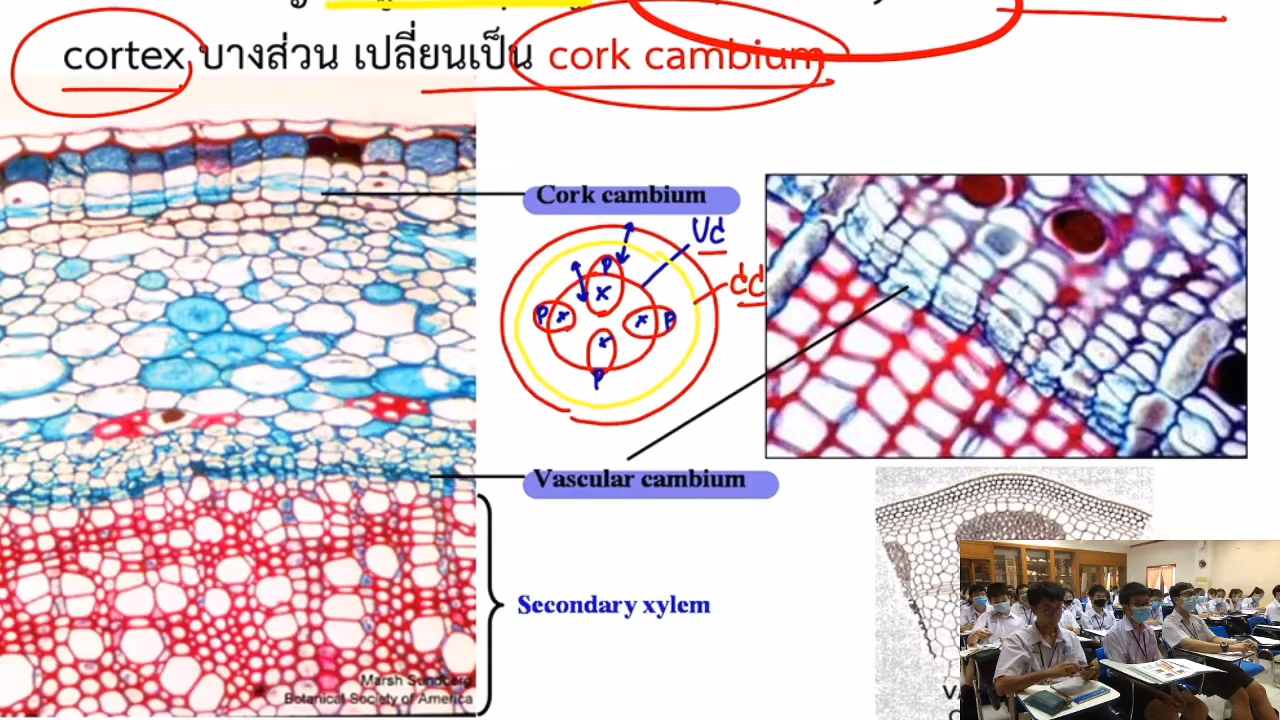 cortex บางส่วน เปลี่ยนเป็น cork cambium
Cork cambium
Vc
cc
P
x
P x
x P
x
P
Vascular cambium
Secondary xylem
Marsh Sundberg
Botanical Society of America